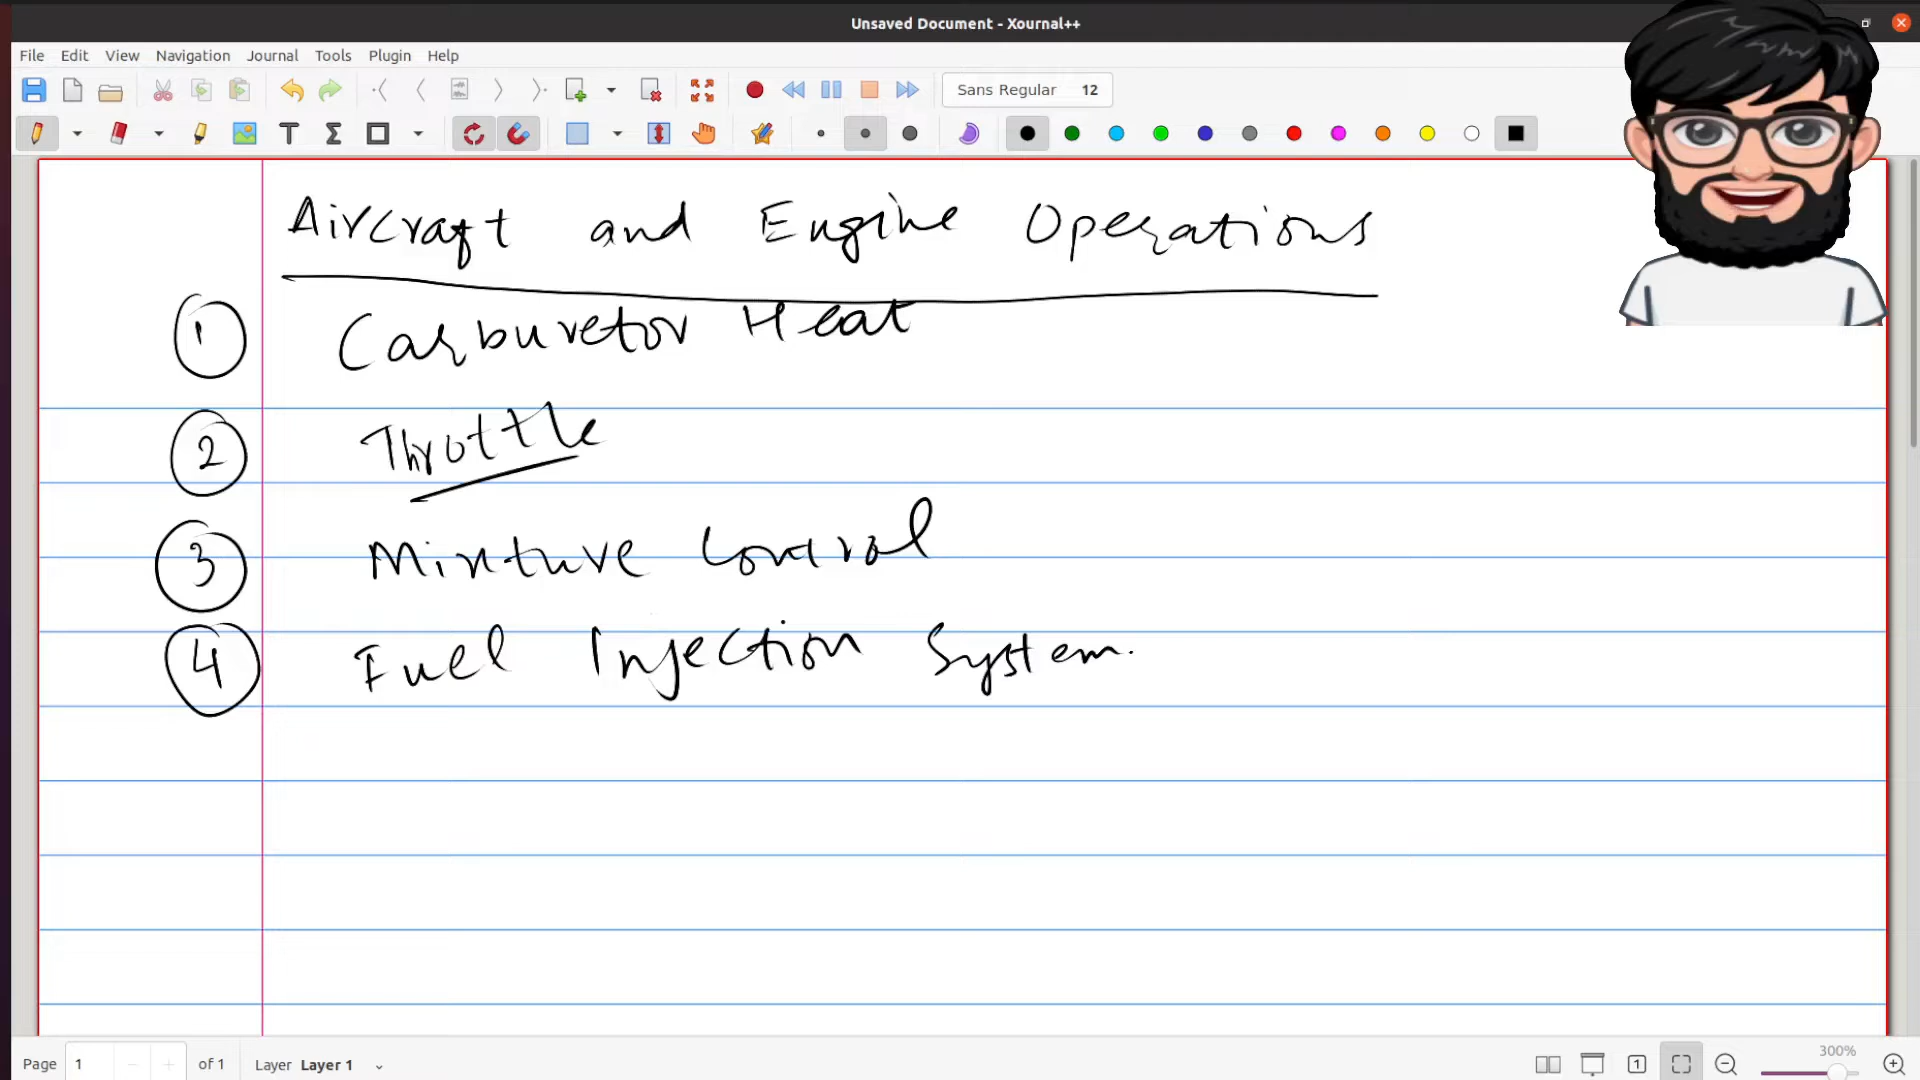 Unsaved Document - Xournal++
File Edit View Navigation Journal Tools Plugin Help
Sans Regular 12
Aircraft and Engine Operations
1 Carburetor Heat
2 Throttle
3 Mixture Control
4 Fuel Injection System.
Page 1 of 1 Layer Layer 1 300%